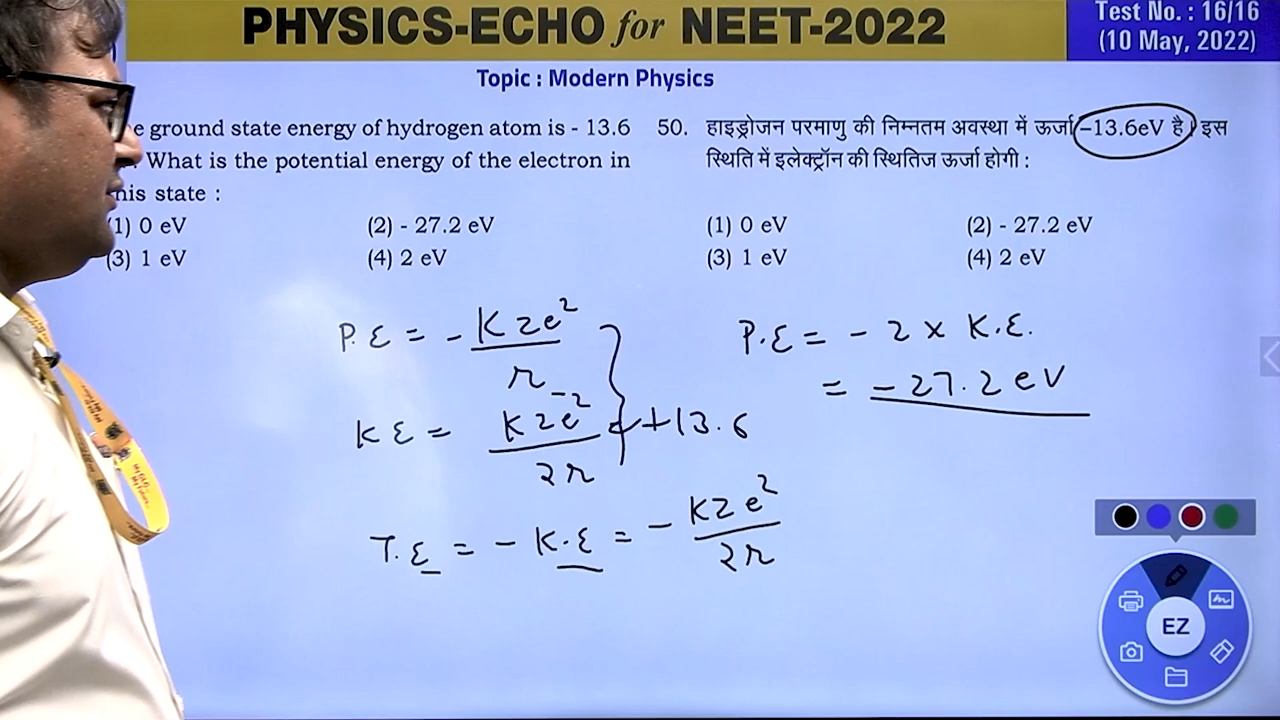 PHYSICS-ECHO for NEET-2022
Test No. : 16/16
(10 May, 2022)
Topic : Modern Physics
ground state energy of hydrogen atom is - 13.6
What is the potential energy of the electron in
this state :
(1) 0 eV (2) - 27.2 eV
(3) 1 eV (4) 2 eV
50. हाइड्रोजन परमाणु की निम्नतम अवस्था में ऊर्जा –13.6eV है। इस
स्थिति में इलेक्ट्रॉन की स्थितिज ऊर्जा होगी :
(1) 0 eV (2) - 27.2 eV
(3) 1 eV (4) 2 eV
P.E = - KZe²/r
KE = KZe²/2r +13.6
T.E = - K.E = - KZe²/2r
P.E = - 2 x K.E.
= -27.2 eV
EZ